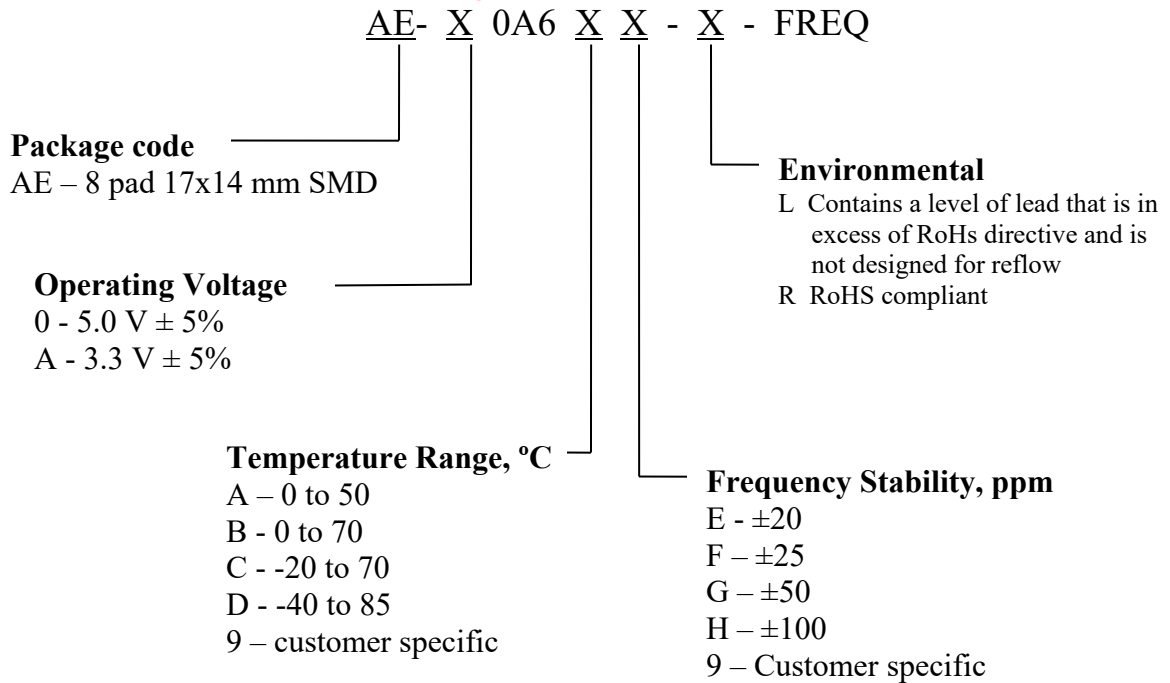 AE- X 0A6 X X - X - FREQ
Package code
AE – 8 pad 17x14 mm SMD
Operating Voltage
0 - 5.0 V ± 5%
A - 3.3 V ± 5%
Temperature Range, ºC
A – 0 to 50
B - 0 to 70
C - -20 to 70
D - -40 to 85
9 – customer specific
Frequency Stability, ppm
E - ±20
F – ±25
G – ±50
H – ±100
9 – Customer specific
Environmental
L Contains a level of lead that is in
excess of RoHs directive and is
not designed for reflow
R RoHS compliant